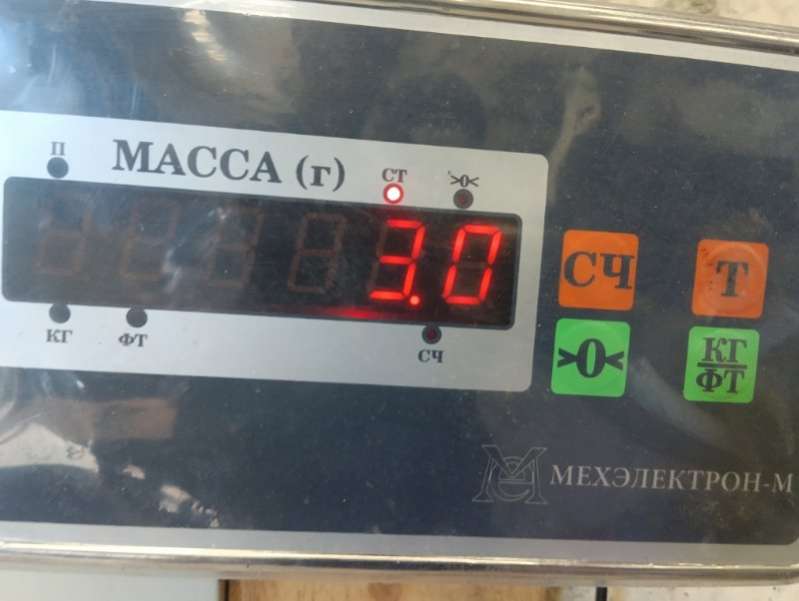 П
МАССА (г)
СТ
>0<
3.0
КГ
ФТ
СЧ
СЧ
Т
>0<
КГ
ФТ
МЕХЭЛЕКТРОН-М